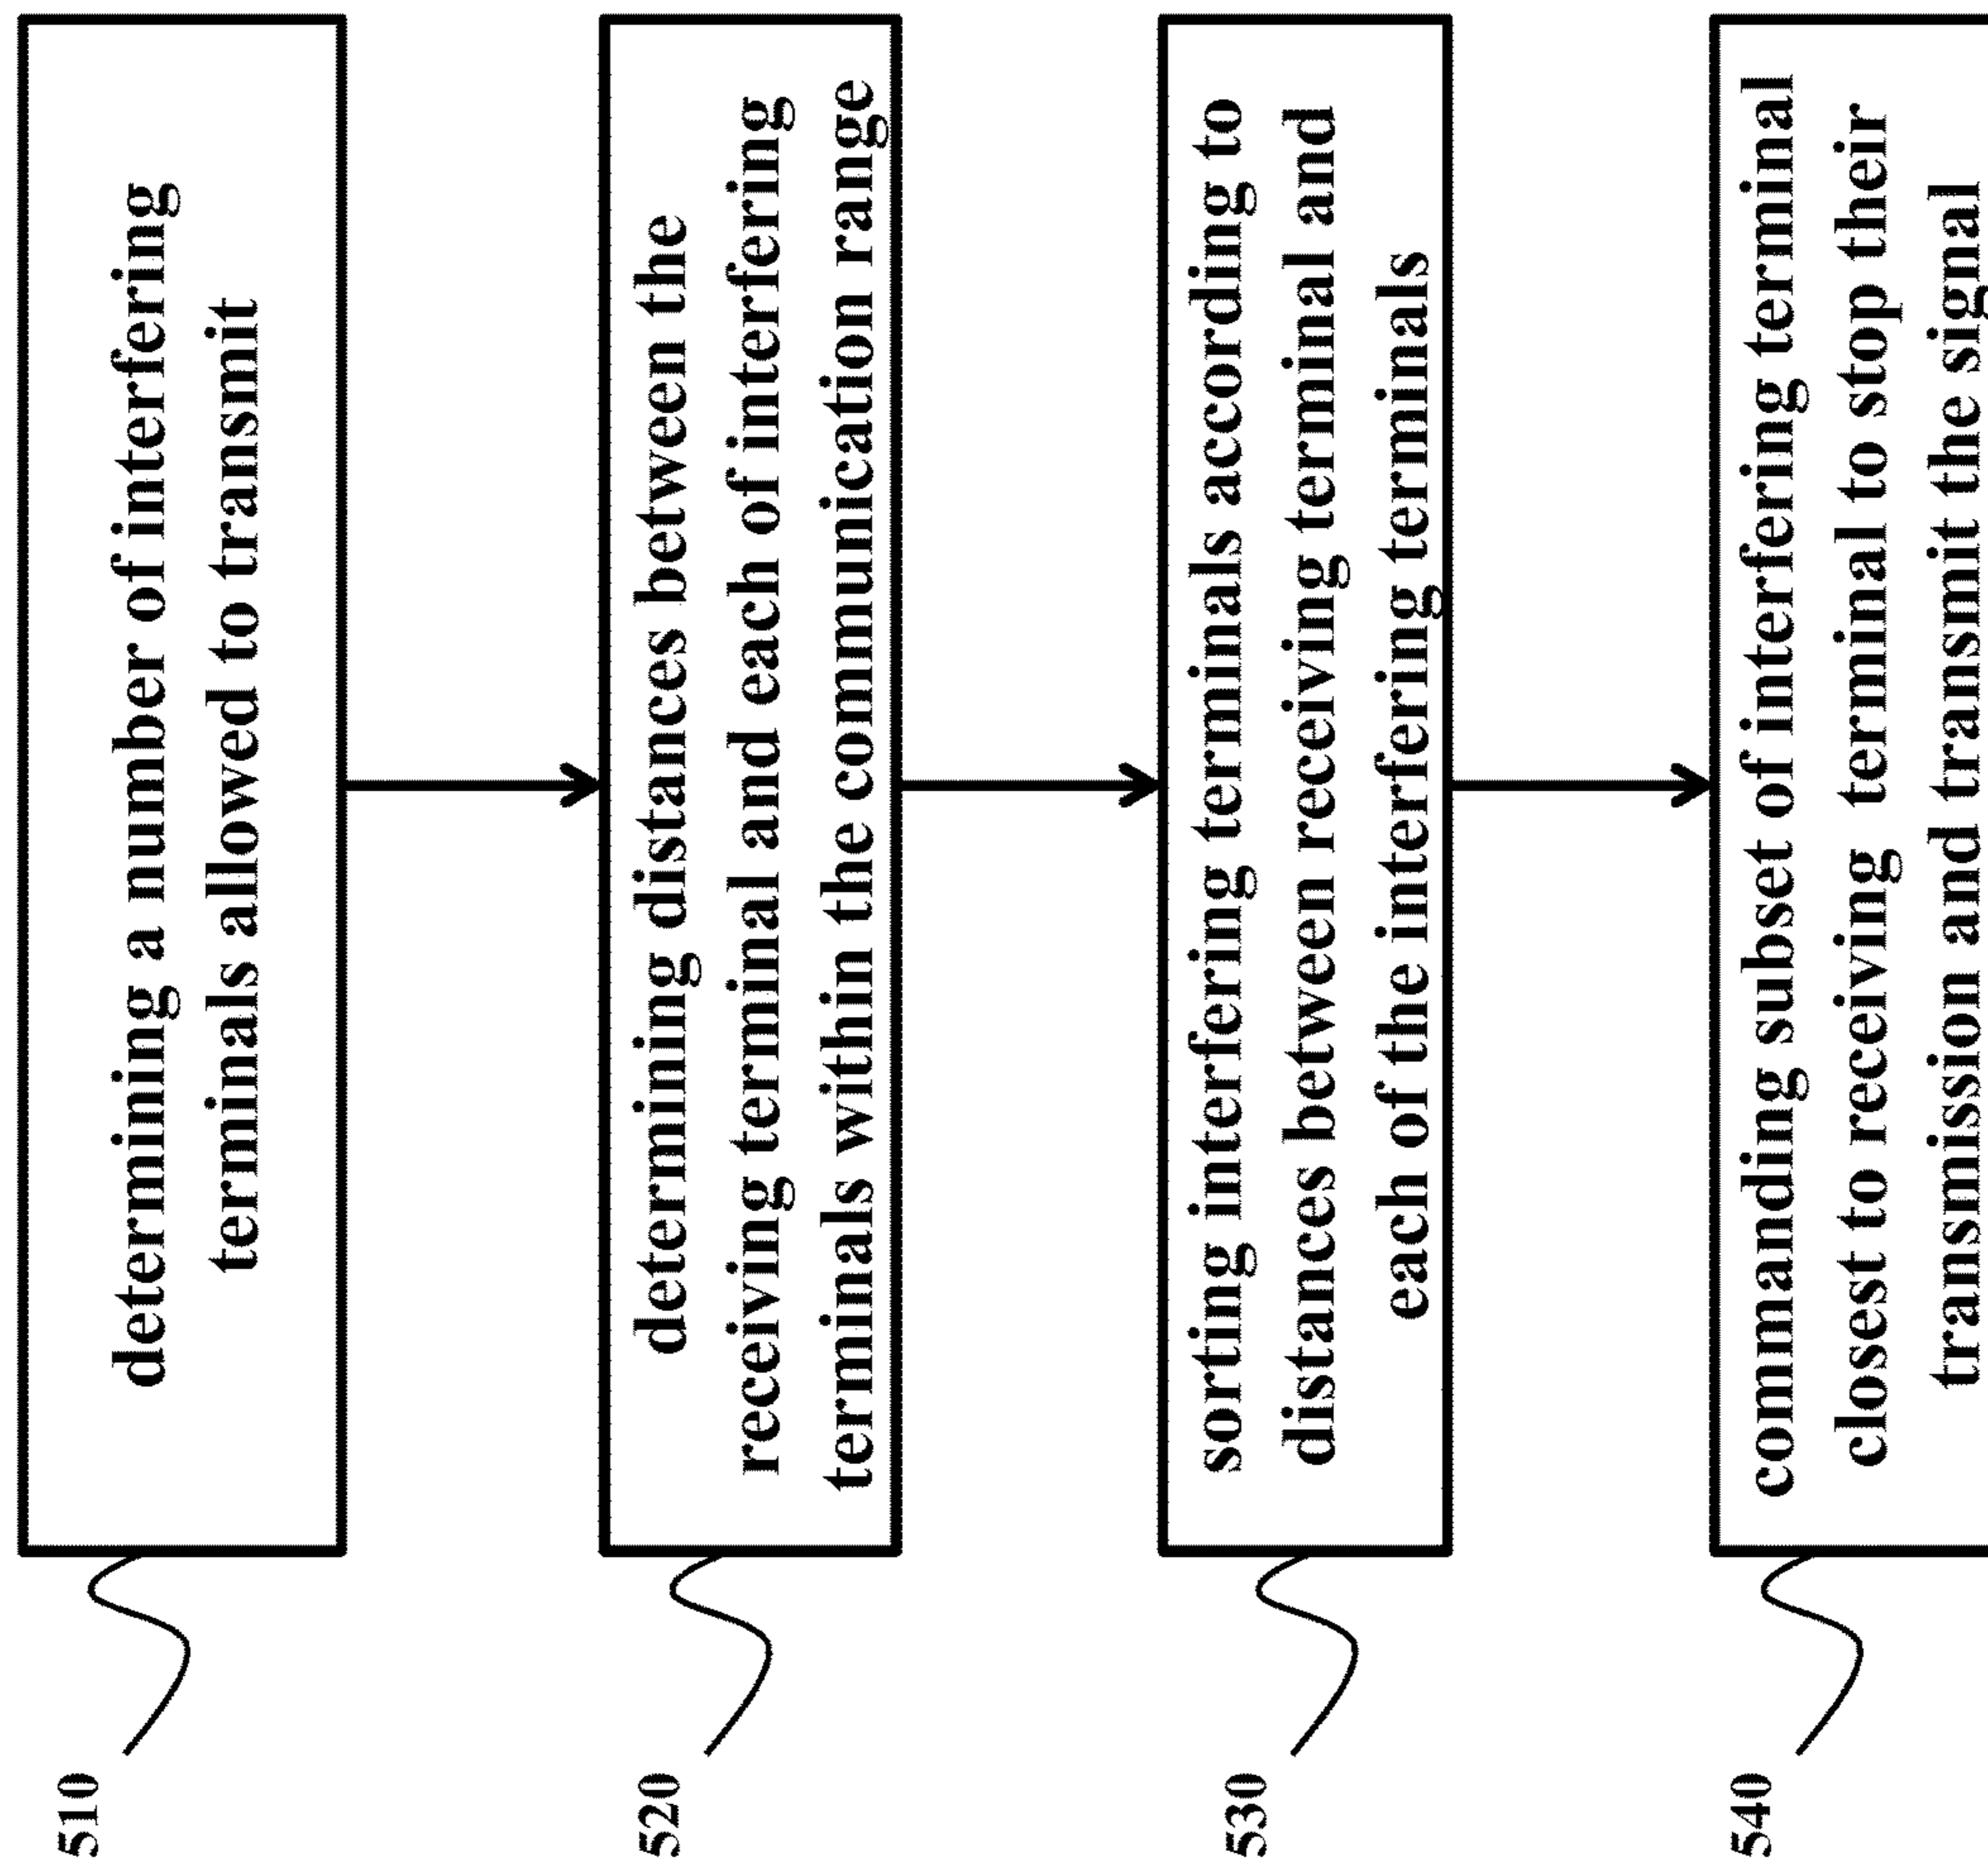 510
determining a number of interfering
terminals allowed to transmit
520
determining distances between the
receiving terminal and each of interfering
terminals within the communication range
530
sorting interfering terminals according to
distances between receiving terminal and
each of the interfering terminals
540
commanding subset of interfering terminal
closest to receiving terminal to stop their
transmission and transmit the signal